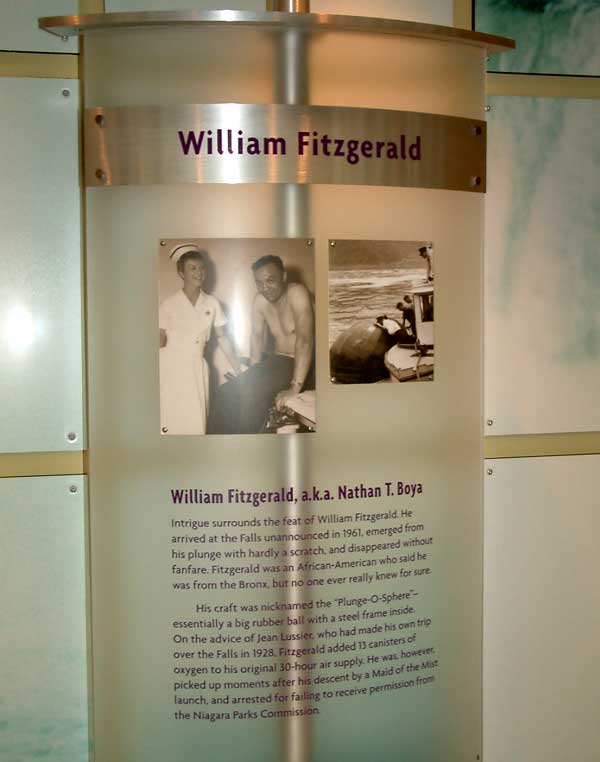 William Fitzgerald
William Fitzgerald, a.k.a. Nathan T. Boya
Intrigue surrounds the feat of William Fitzgerald. He
arrived at the Falls unannounced in 1961, emerged from
his plunge with hardly a scratch, and disappeared without
fanfare. Fitzgerald was an African-American who said he
was from the Bronx, but no one ever really knew for sure.
His craft was nicknamed the "Plunge-O-Sphere"–
essentially a big rubber ball with a steel frame inside.
On the advice of Jean Lussier, who had made his own trip
over the Falls in 1928, Fitzgerald added 13 canisters of
oxygen to his original 30-hour air supply. He was, however,
picked up moments after his descent by a Maid of the Mist
launch, and arrested for failing to receive permission from
the Niagara Parks Commission.